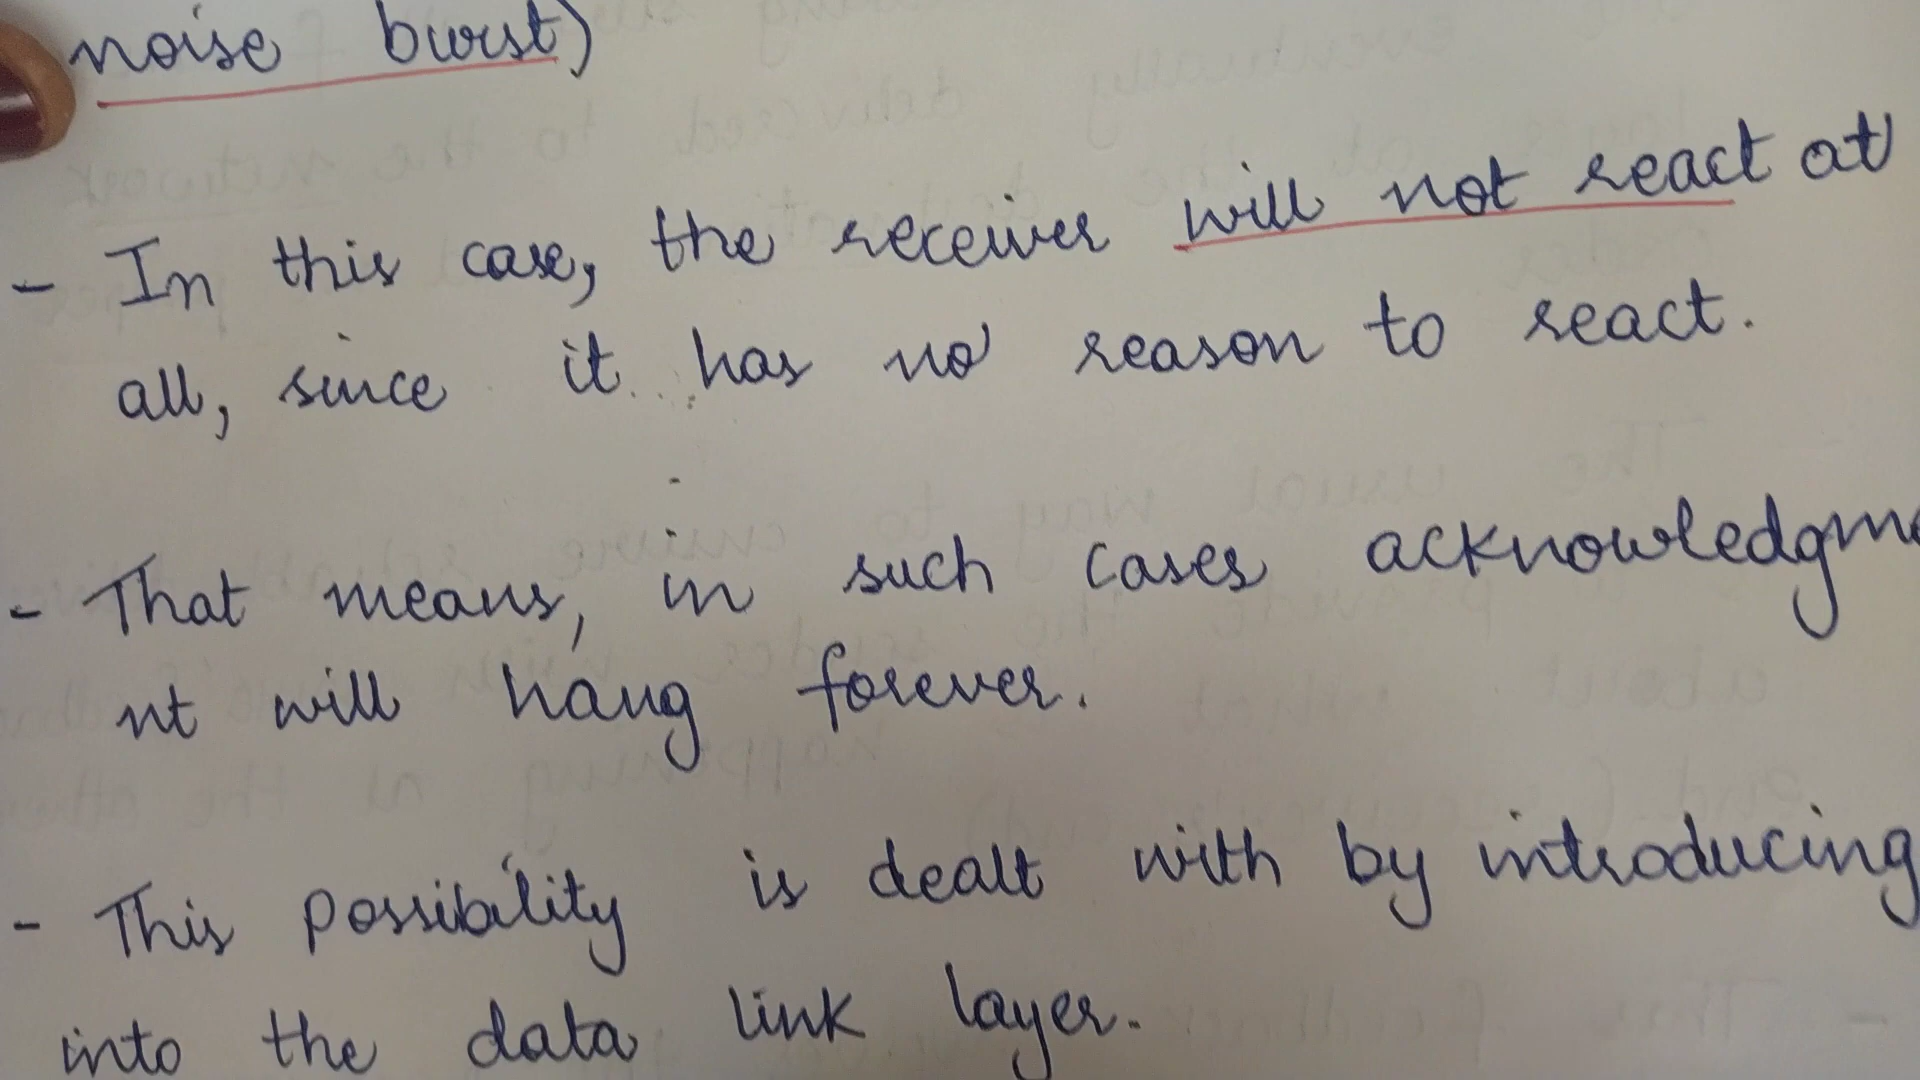 noise burst)
- In this case, the receiver will not react at
all, since it has no reason to react.
- That means, in such cases acknowledgme
nt will hang forever.
- This possibility is dealt with by introducing
into the data link layer.